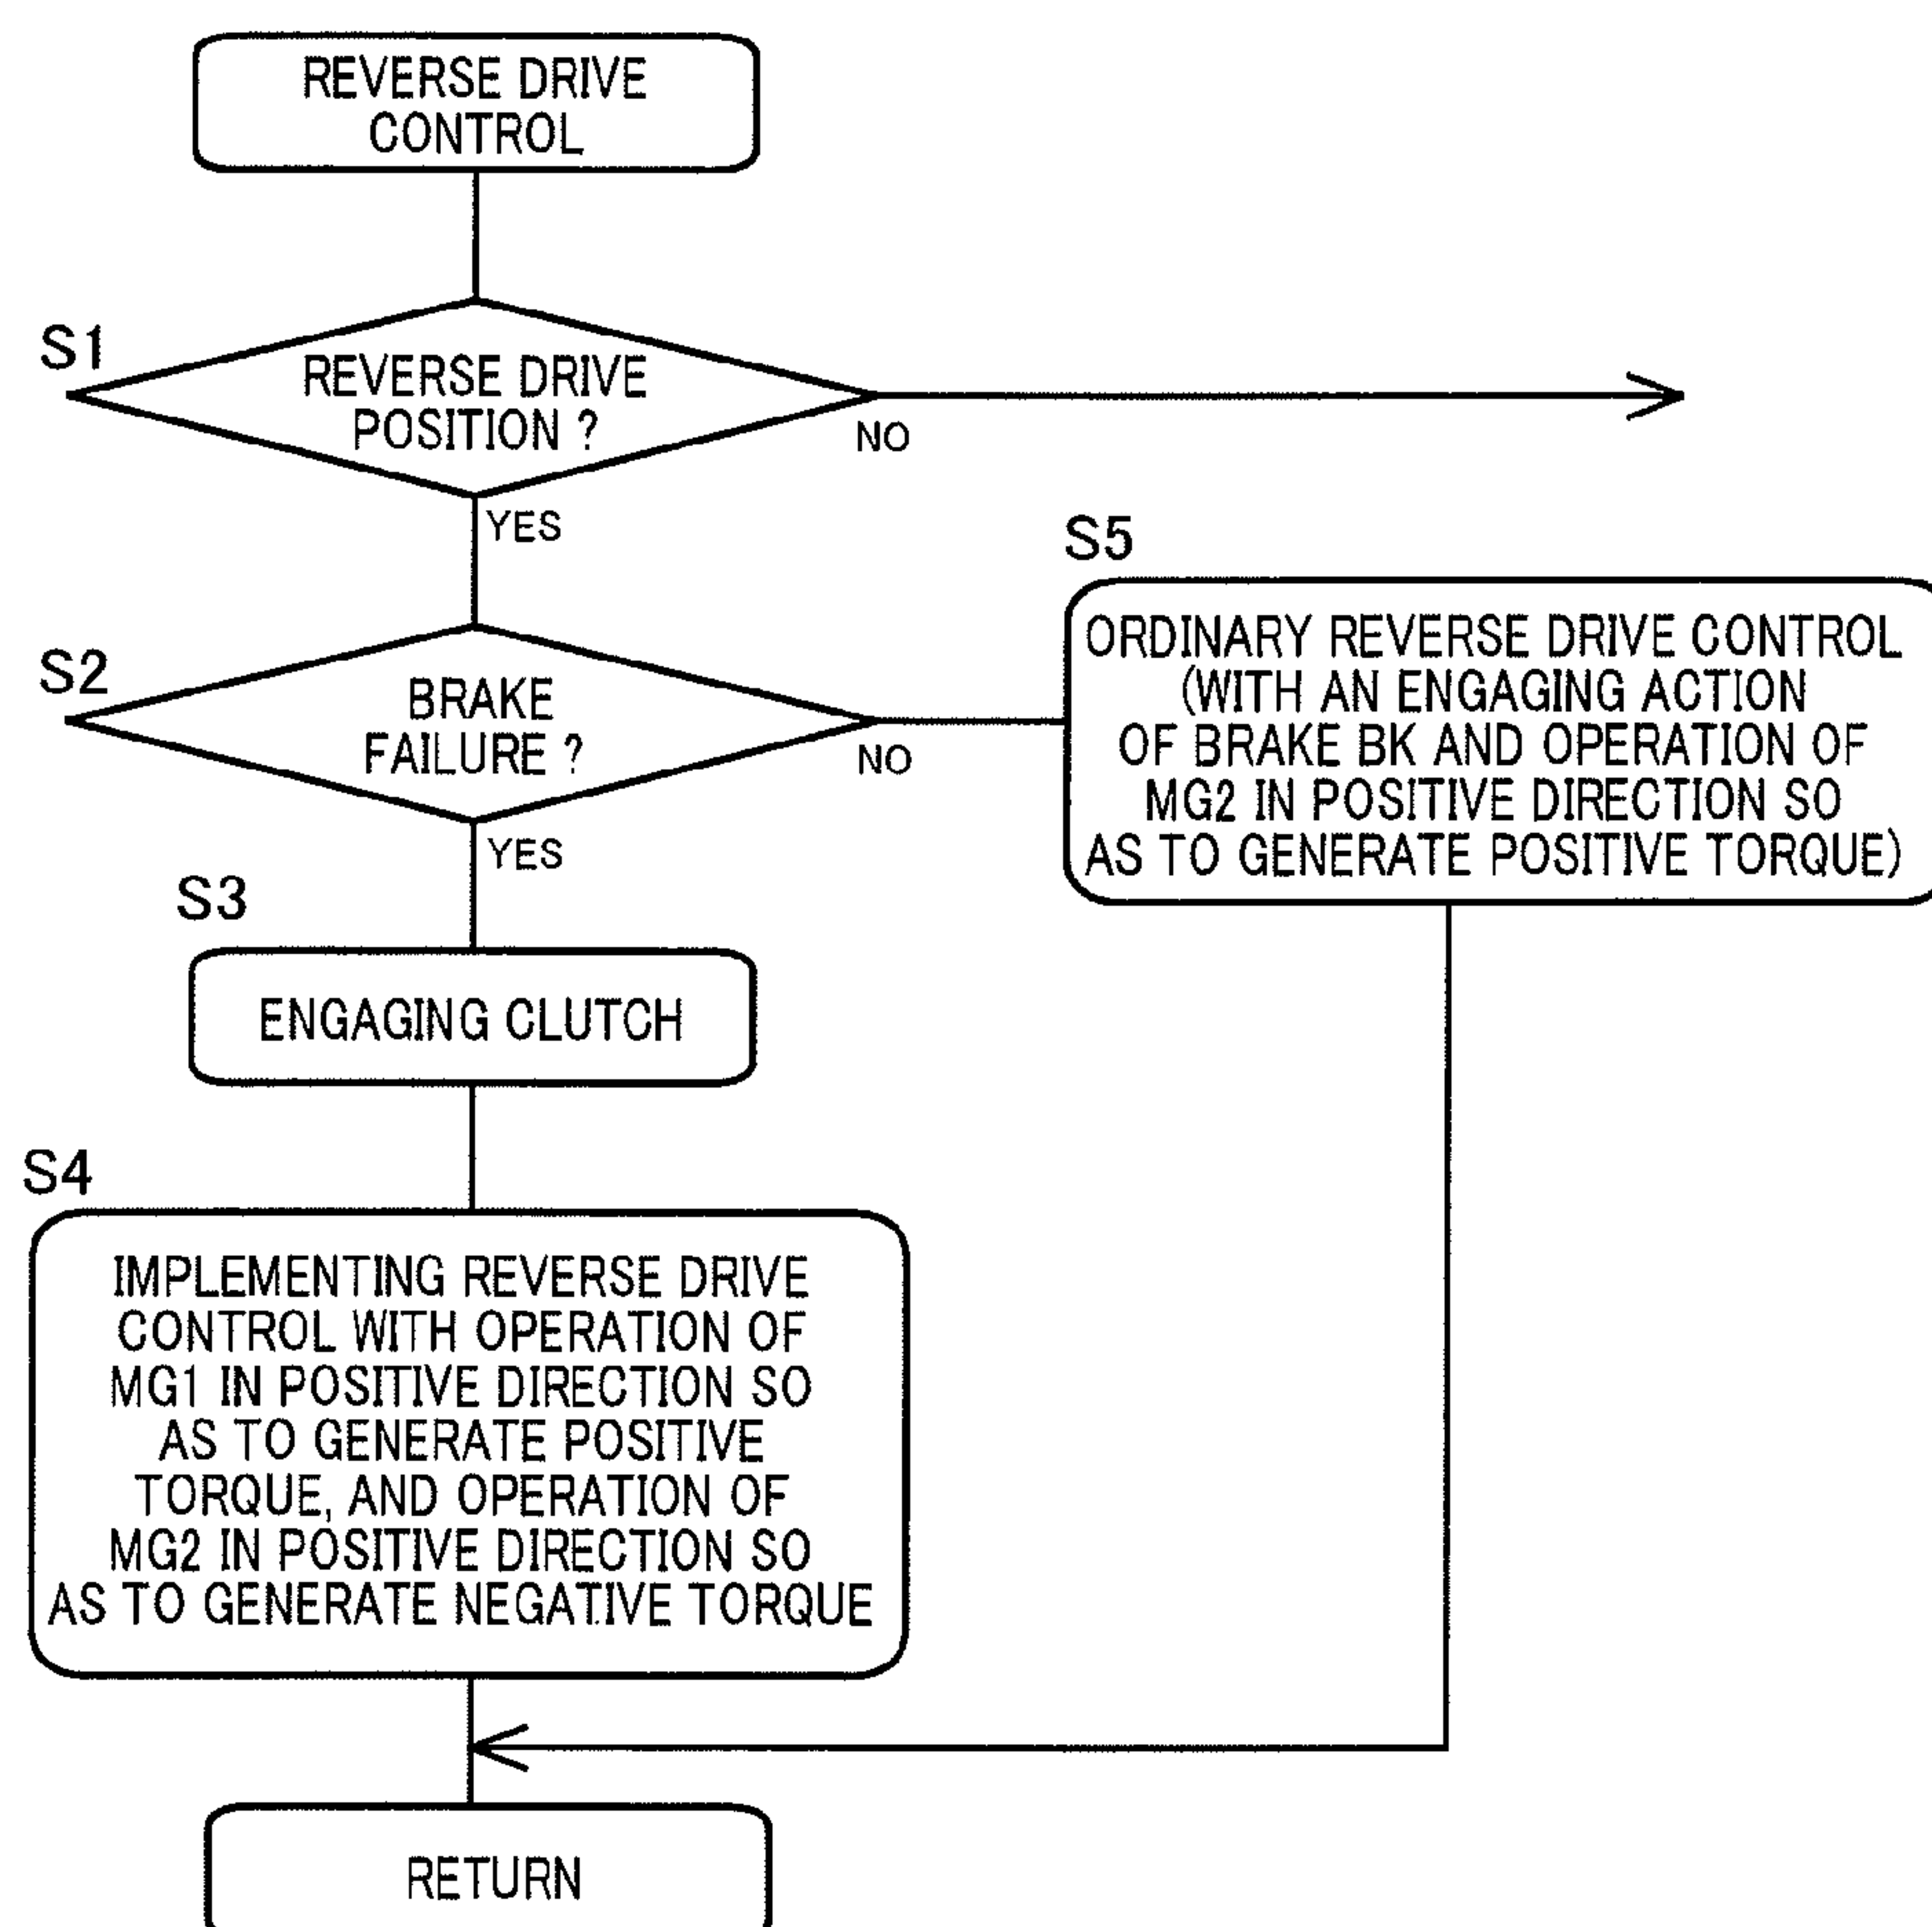 REVERSE DRIVE
CONTROL
S1
REVERSE DRIVE
POSITION ?
NO
YES
S2
BRAKE
FAILURE ?
NO
YES
S5
ORDINARY REVERSE DRIVE CONTROL
(WITH AN ENGAGING ACTION
OF BRAKE BK AND OPERATION OF
MG2 IN POSITIVE DIRECTION SO
AS TO GENERATE POSITIVE TORQUE)
S3
ENGAGING CLUTCH
S4
IMPLEMENTING REVERSE DRIVE
CONTROL WITH OPERATION OF
MG1 IN POSITIVE DIRECTION SO
AS TO GENERATE POSITIVE
TORQUE, AND OPERATION OF
MG2 IN POSITIVE DIRECTION SO
AS TO GENERATE NEGATIVE TORQUE
RETURN